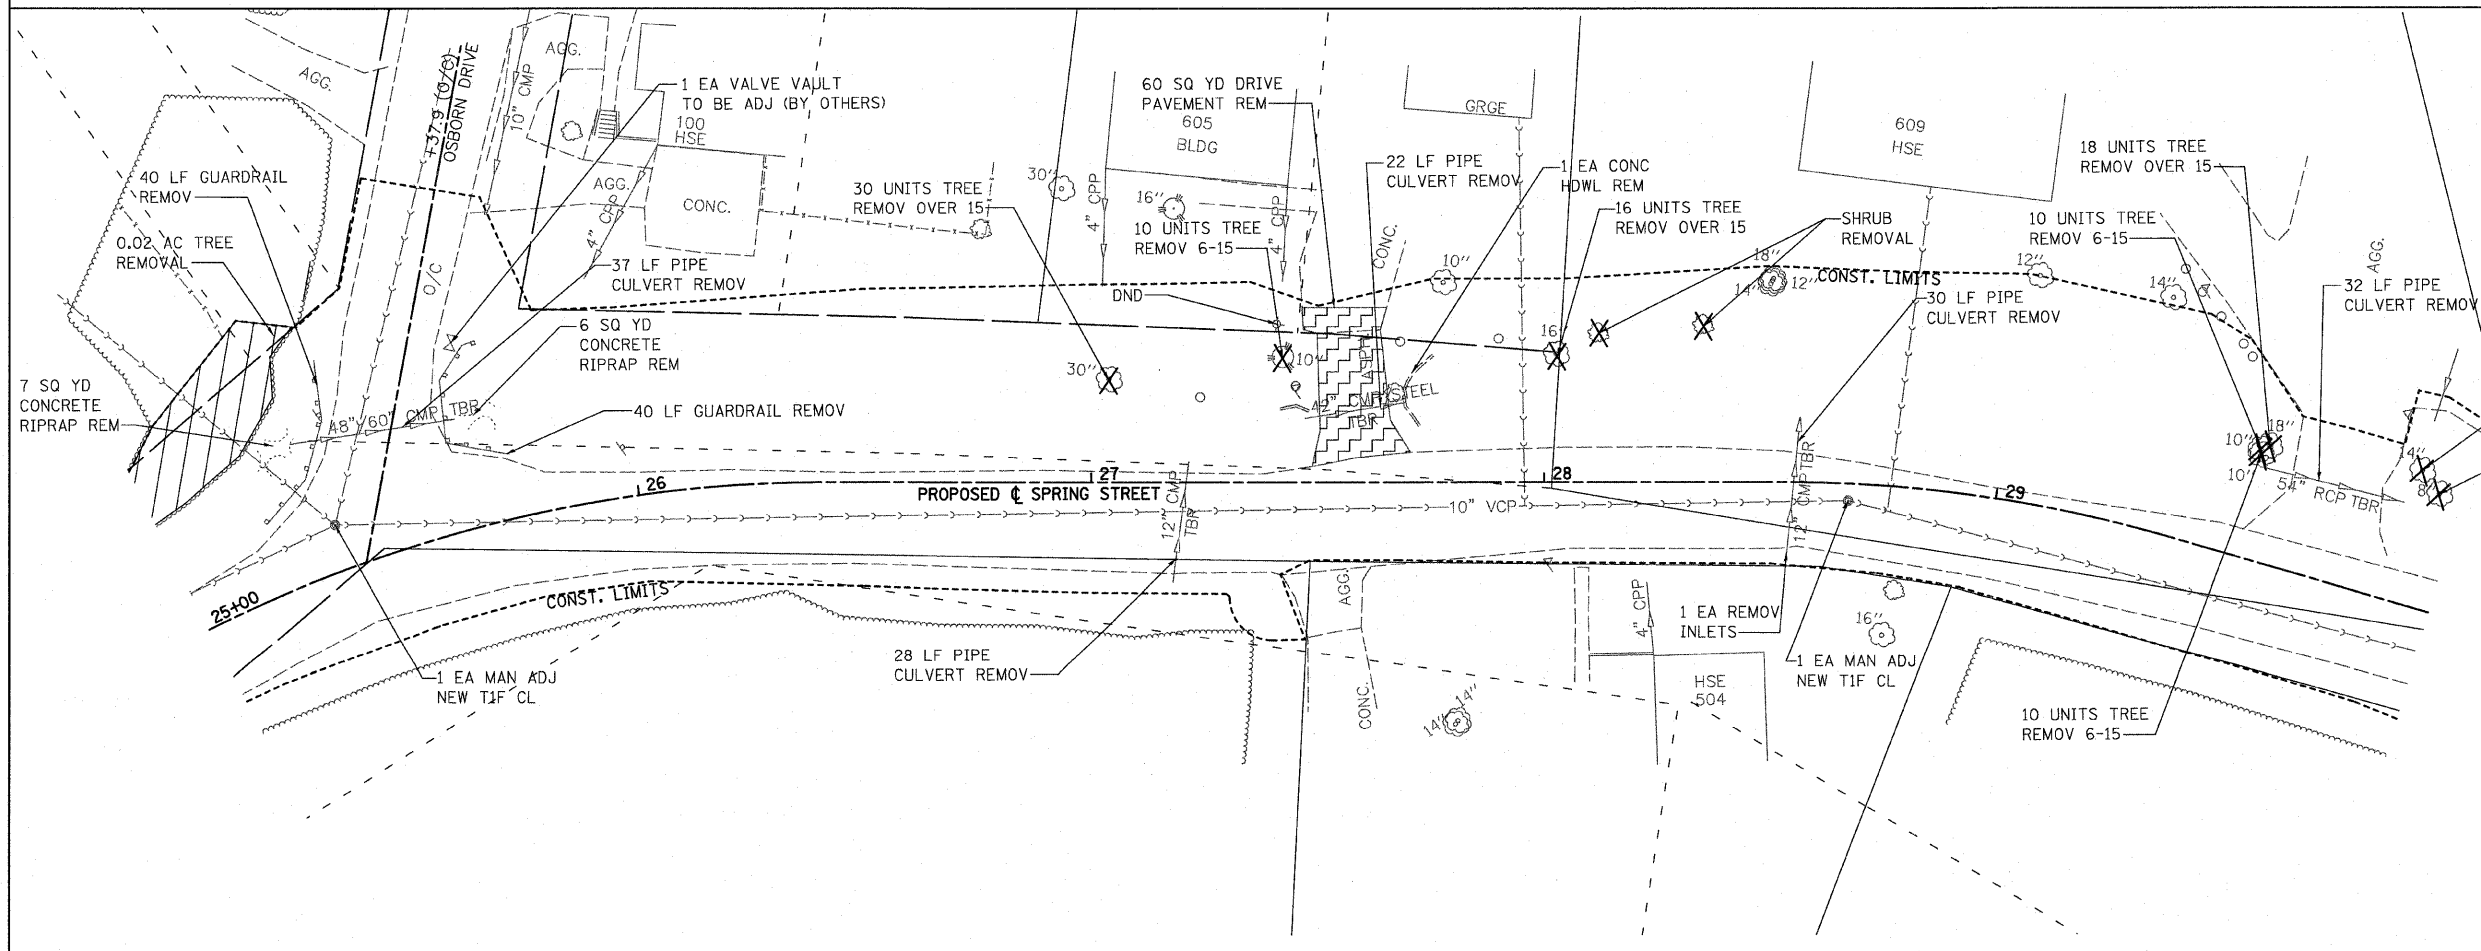 AGG.
+37.9 (O/C)
OSBORN DRIVE
10" CMP
AGG.
1 EA VALVE VAULT
TO BE ADJ (BY OTHERS)
100
HSE
60 SQ YD DRIVE
PAVEMENT REM
605
BLDG
GRGE
609
HSE
18 UNITS TREE
REMOV OVER 15
40 LF GUARDRAIL
REMOV
AGG.
4" CPP
CONC.
30 UNITS TREE
REMOV OVER 15
30"
4" CPP
16"
10 UNITS TREE
REMOV 6-15
4" CPP
22 LF PIPE
CULVERT REMOV
CONC.
1 EA CONC
HDWL REM
16 UNITS TREE
REMOV OVER 15
SHRUB
REMOVAL
10 UNITS TREE
REMOV 6-15
AGG.
0.02 AC TREE
REMOVAL
O/C
37 LF PIPE
CULVERT REMOV
DND
10"
18"
14"
12"
CONST. LIMITS
12"
14"
30 LF PIPE
CULVERT REMOV
32 LF PIPE
CULVERT REMOV
6 SQ YD
CONCRETE
RIPRAP REM
30"
10"
ASPH
16"
7 SQ YD
CONCRETE
RIPRAP REM
48"/60" CMP TBR
40 LF GUARDRAIL REMOV
42" CMP
TBR
STEEL
12" CMP TBR
10"
18"
10"
54" RCP TBR
14"
8"
26
27
28
29
PROPOSED ℄ SPRING STREET
12" CMP
TBR
10" VCP
25+00
CONST. LIMITS
AGG.
4" CPP
1 EA REMOV
INLETS
16"
1 EA MAN ADJ
NEW T1F CL
28 LF PIPE
CULVERT REMOV
CONC.
14"
14"
HSE
504
1 EA MAN ADJ
NEW T1F CL
10 UNITS TREE
REMOV 6-15